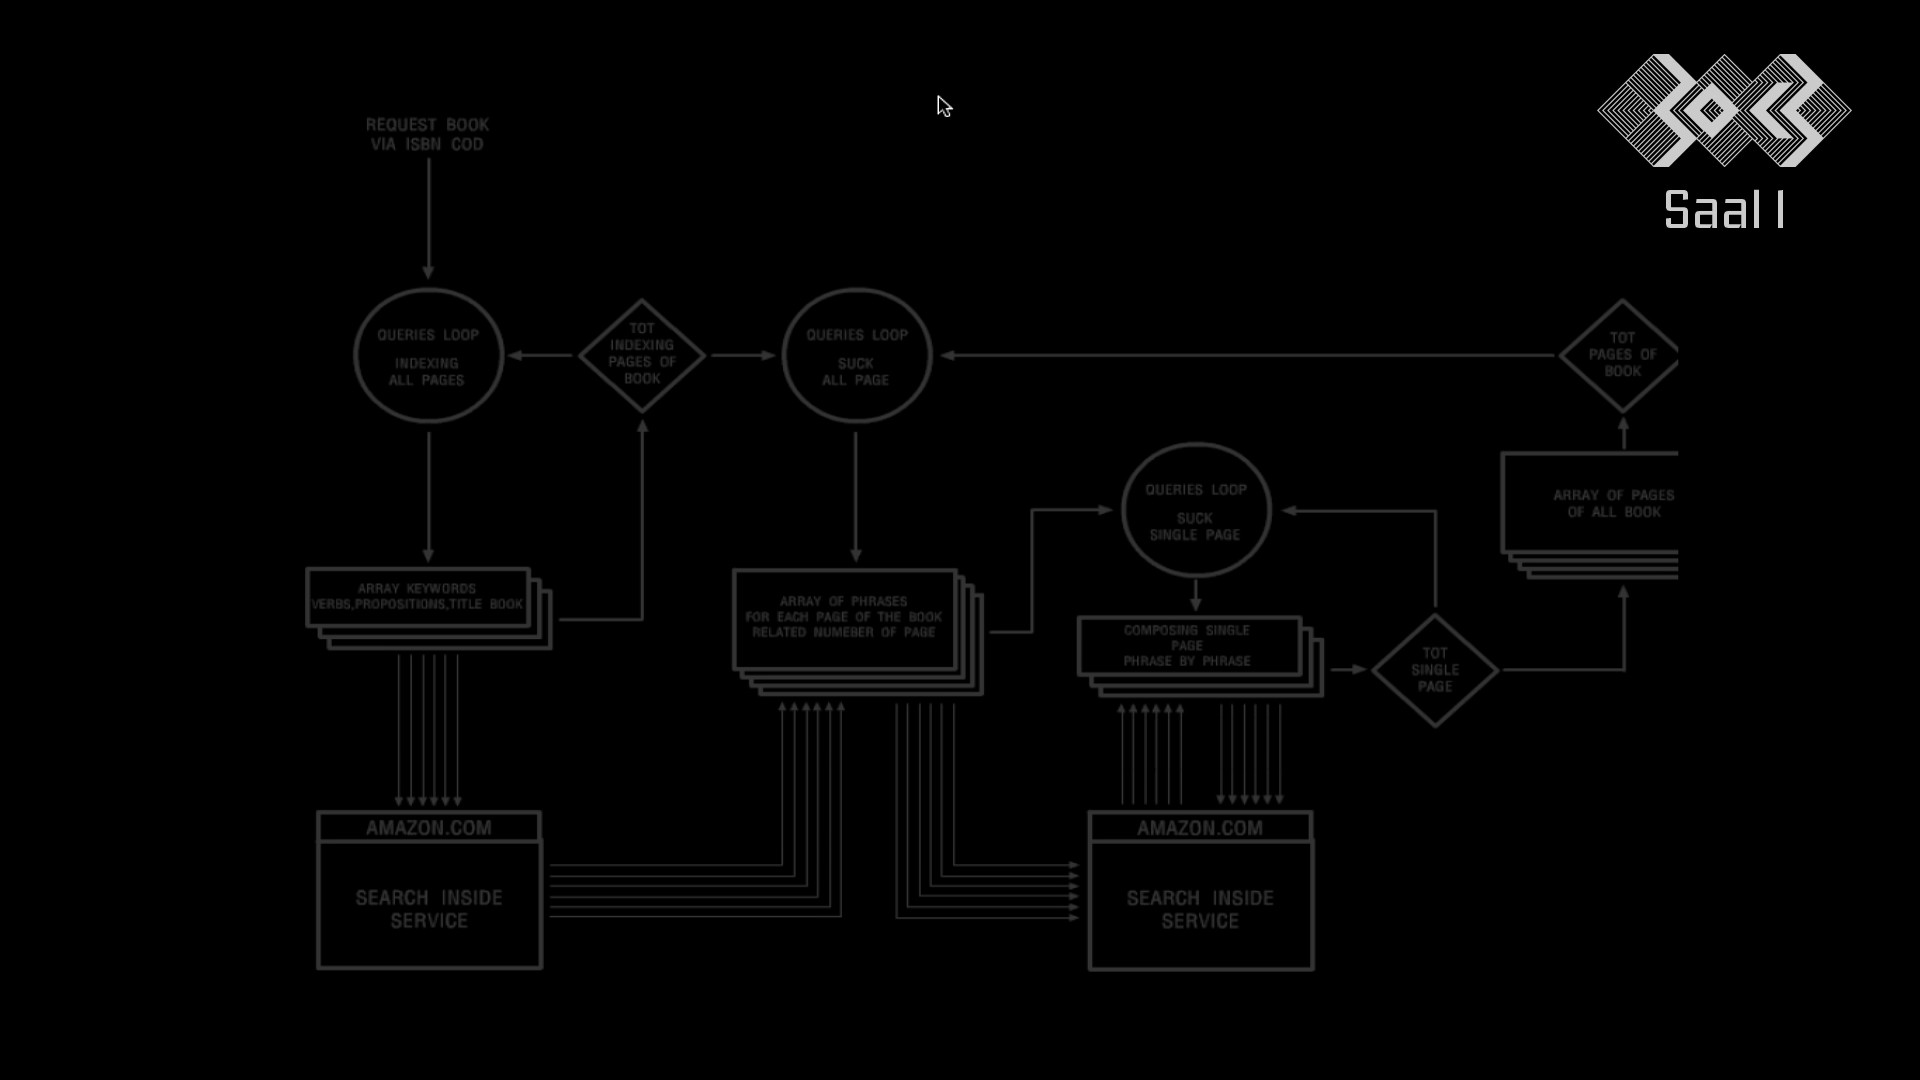 Saal 1
REQUEST BOOK
VIA ISBN COD
QUERIES LOOP
INDEXING
ALL PAGES
TOT
INDEXING
PAGES OF
BOOK
QUERIES LOOP
SUCK
ALL PAGE
TOT
PAGES OF
BOOK
QUERIES LOOP
SUCK
SINGLE PAGE
ARRAY OF PAGES
OF ALL BOOK
ARRAY KEYWORDS
VERBS,PROPOSITIONS,TITLE BOOK
ARRAY OF PHRASES
FOR EACH PAGE OF THE BOOK
RELATED NUMEBER OF PAGE
COMPOSING SINGLE
PAGE
PHRASE BY PHRASE
TOT
SINGLE
PAGE
AMAZON.COM
SEARCH INSIDE
SERVICE
AMAZON.COM
SEARCH INSIDE
SERVICE